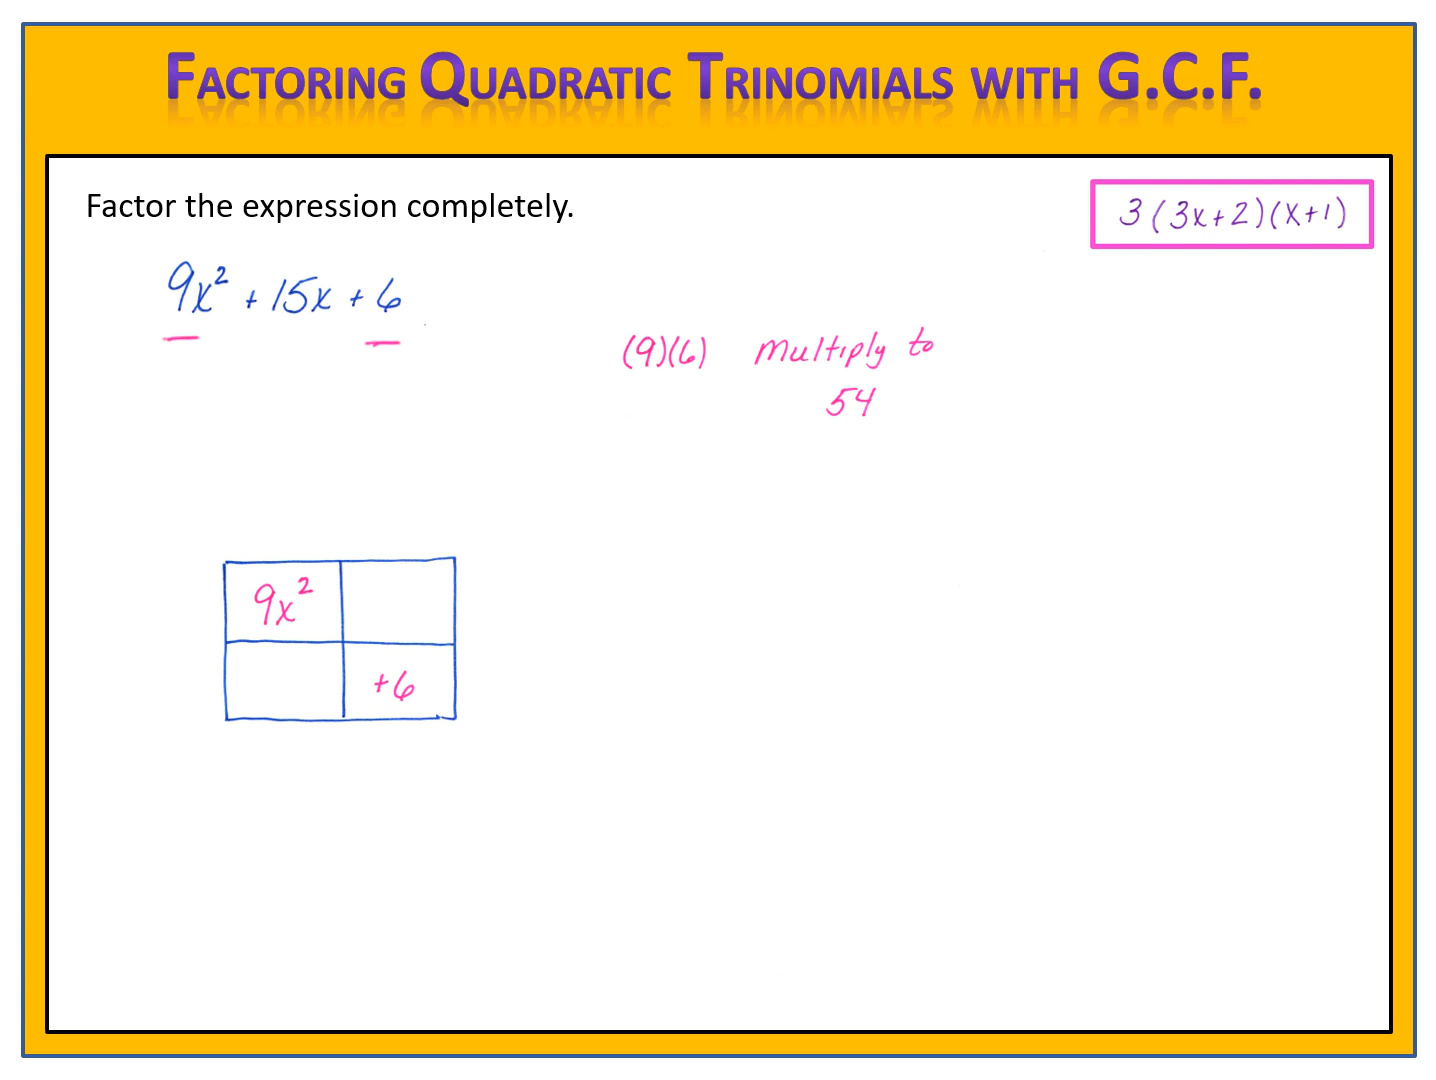 FACTORING QUADRATIC TRINOMIALS WITH G.C.F.
Factor the expression completely.
3(3x+2)(x+1)
9x² + 15x + 6
(9)(6) multiply to
54
9x²
+6